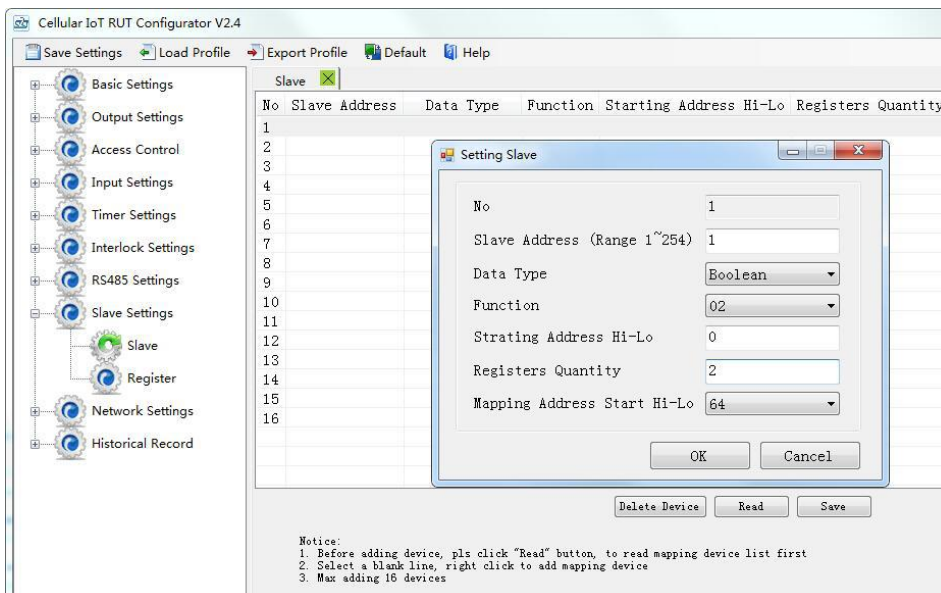 Cellular IoT RUT Configurator V2.4
Save Settings Load Profile Export Profile Default Help
Basic Settings
Output Settings
Access Control
Input Settings
Timer Settings
Interlock Settings
RS485 Settings
Slave Settings
Slave
Register
Network Settings
Historical Record
Slave
No Slave Address Data Type Function Starting Address Hi-Lo Registers Quantity
1
2
3
4
5
6
7
8
9
10
11
12
13
14
15
16
Setting Slave
No 1
Slave Address (Range 1~254) 1
Data Type Boolean
Function 02
Strating Address Hi-Lo 0
Registers Quantity 2
Mapping Address Start Hi-Lo 64
OK Cancel
Delete Device Read Save
Notice:
1. Before adding device, pls click "Read" button, to read mapping device list first
2. Select a blank line, right click to add mapping device
3. Max adding 16 devices